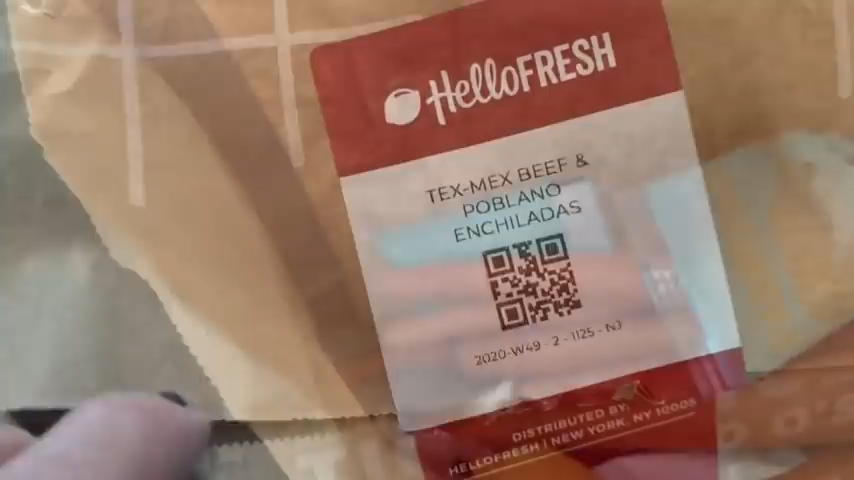 HelloFRESH
TEX-MEX BEEF &
POBLANO
ENCHILADAS
2020-W49 - 2 - 1125 - NJ
DISTRIBUTED BY:
HELLOFRESH | NEW YORK, NY 10005